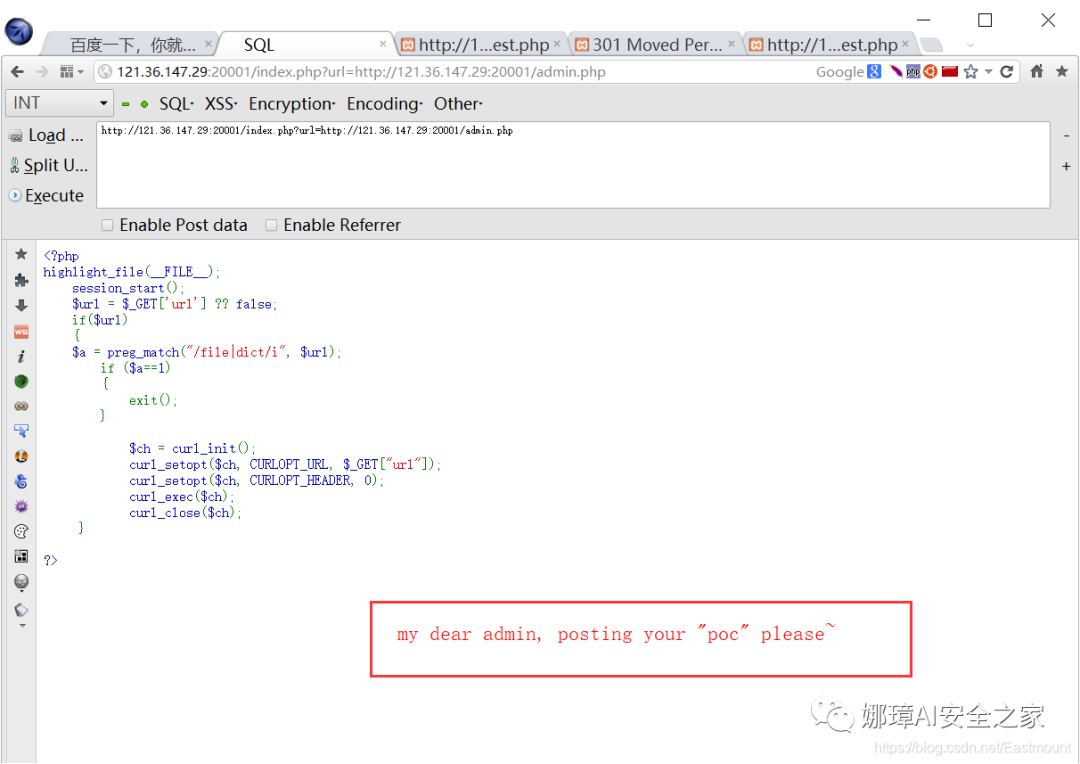 百度一下，你就... ×
SQL ×
http://1...est.php ×
301 Moved Per... ×
http://1...est.php ×
121.36.147.29:20001/index.php?url=http://121.36.147.29:20001/admin.php
Google
INT
SQL· XSS· Encryption· Encoding· Other·
Load ...
http://121.36.147.29:20001/index.php?url=http://121.36.147.29:20001/admin.php
Split U...
Execute
Enable Post data Enable Referrer
<?php
highlight_file(__FILE__);
session_start();
$url = $_GET['url'] ?? false;
if($url)
{
$a = preg_match("/file|dict/i", $url);
if ($a==1)
{
exit();
}
$ch = curl_init();
curl_setopt($ch, CURLOPT_URL, $_GET["url"]);
curl_setopt($ch, CURLOPT_HEADER, 0);
curl_exec($ch);
curl_close($ch);
}
?>
my dear admin, posting your "poc" please~
娜璋AI安全之家
https://blog.csdn.net/Eastmount